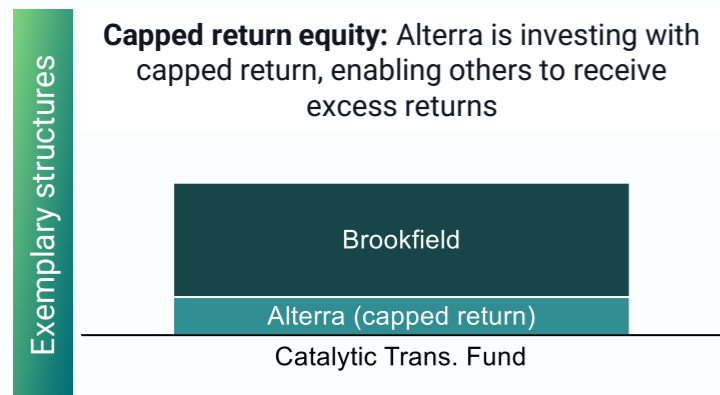 Exemplary structures
Capped return equity: Alterra is investing with
capped return, enabling others to receive
excess returns
Brookfield
Alterra (capped return)
Catalytic Trans. Fund